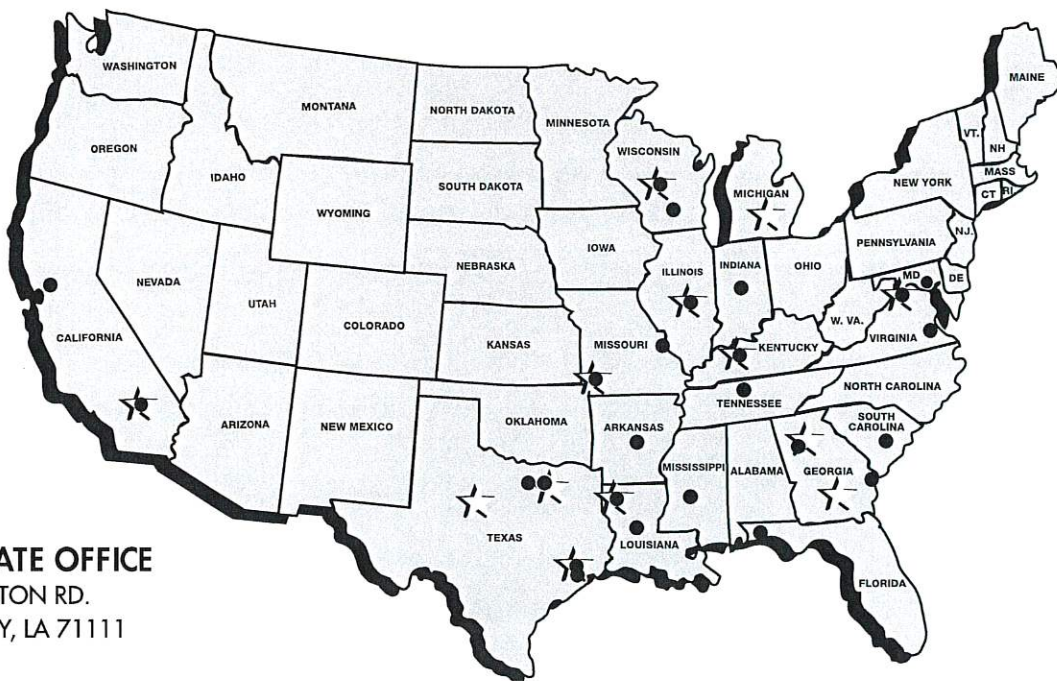 WASHINGTON
MONTANA
NORTH DAKOTA
MINNESOTA
MAINE
VT.
NH
OREGON
IDAHO
WISCONSIN
MICHIGAN
NEW YORK
MASS
CT
RI
SOUTH DAKOTA
WYOMING
IOWA
PENNSYLVANIA
N.J.
NEBRASKA
ILLINOIS
INDIANA
OHIO
MD
DE
NEVADA
UTAH
COLORADO
W. VA.
CALIFORNIA
KANSAS
MISSOURI
KENTUCKY
VIRGINIA
NORTH CAROLINA
TENNESSEE
ARIZONA
NEW MEXICO
OKLAHOMA
ARKANSAS
SOUTH
CAROLINA
MISSISSIPPI
ALABAMA
GEORGIA
TEXAS
LOUISIANA
FLORIDA
ATE OFFICE
TON RD.
Y, LA 71111